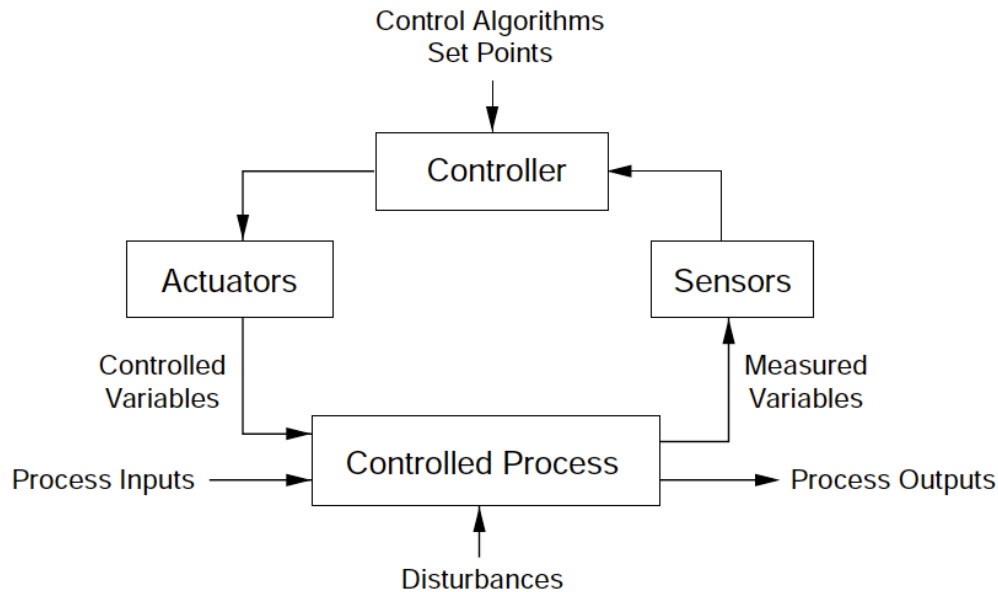 Control Algorithms
Set Points
Controller
Actuators
Sensors
Controlled
Variables
Measured
Variables
Controlled Process
Process Inputs
Process Outputs
Disturbances